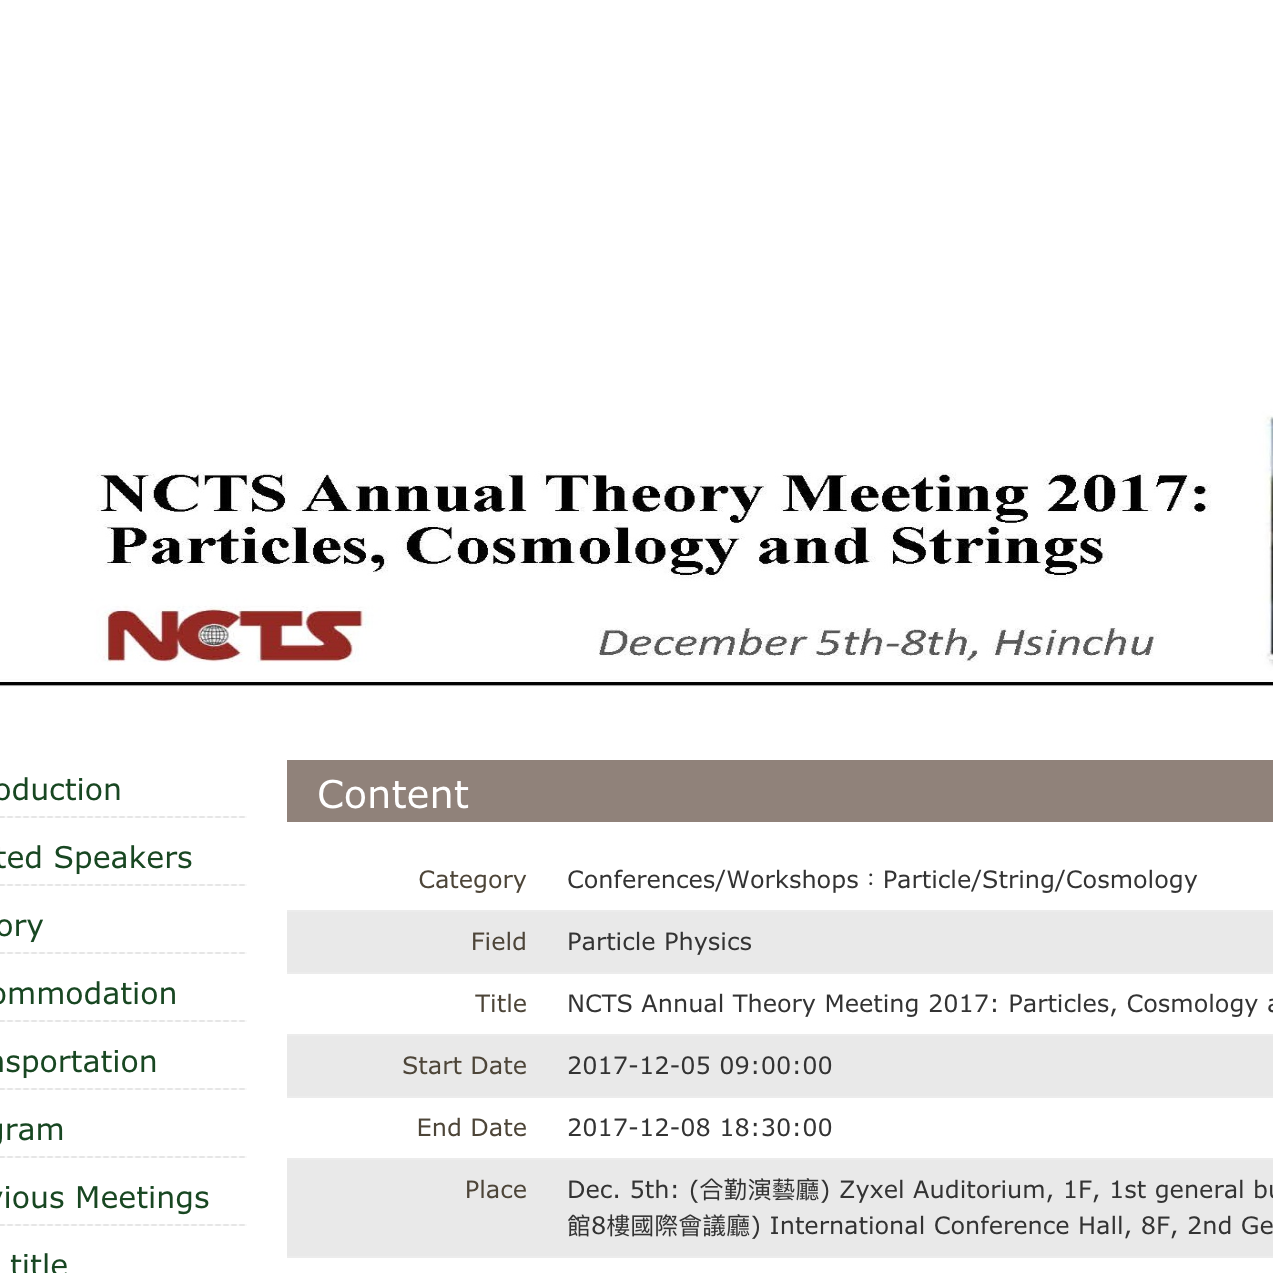 NCTS Annual Theory Meeting 2017:
Particles, Cosmology and Strings
NCTS
December 5th-8th, Hsinchu
oduction
ted Speakers
ory
ommodation
nsportation
gram
vious Meetings
title
Content
Category Conferences/Workshops：Particle/String/Cosmology
Field Particle Physics
Title NCTS Annual Theory Meeting 2017: Particles, Cosmology a
Start Date 2017-12-05 09:00:00
End Date 2017-12-08 18:30:00
Place Dec. 5th: (合勤演藝廳) Zyxel Auditorium, 1F, 1st general bu
館8樓國際會議廳) International Conference Hall, 8F, 2nd Ge